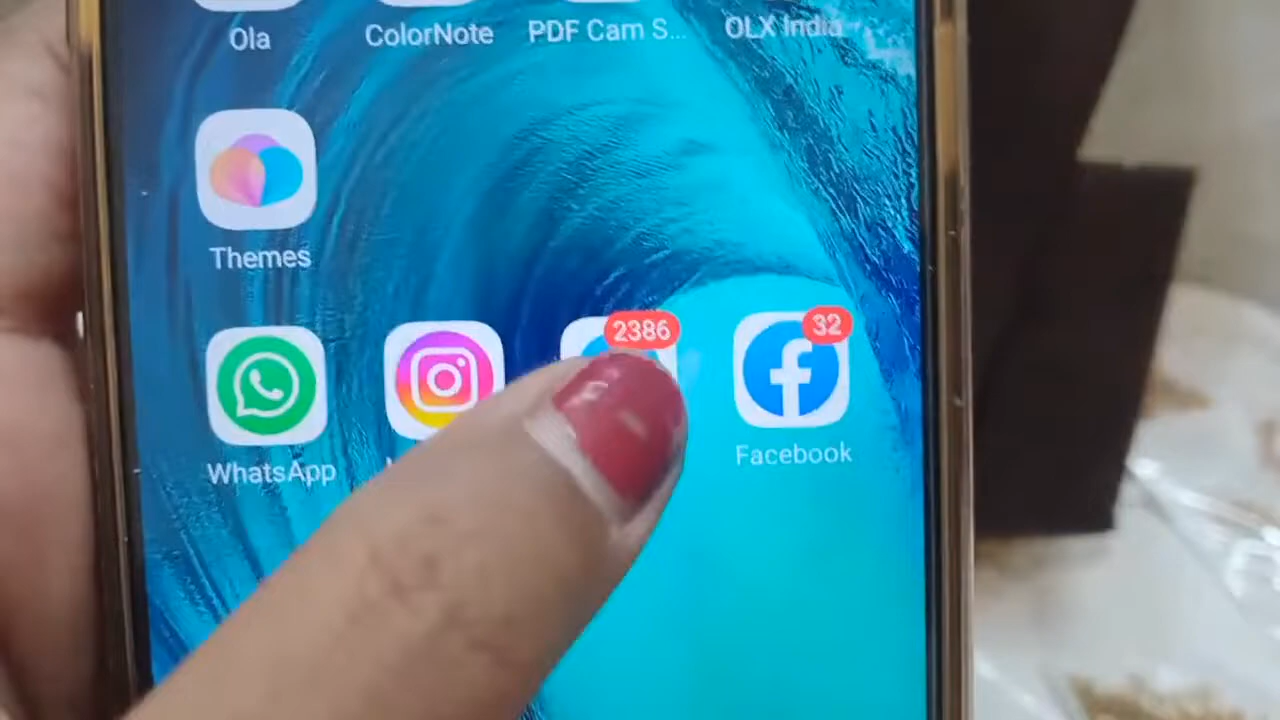 Ola
ColorNote
PDF Cam S...
OLX India
Themes
2386
32
WhatsApp
Facebook